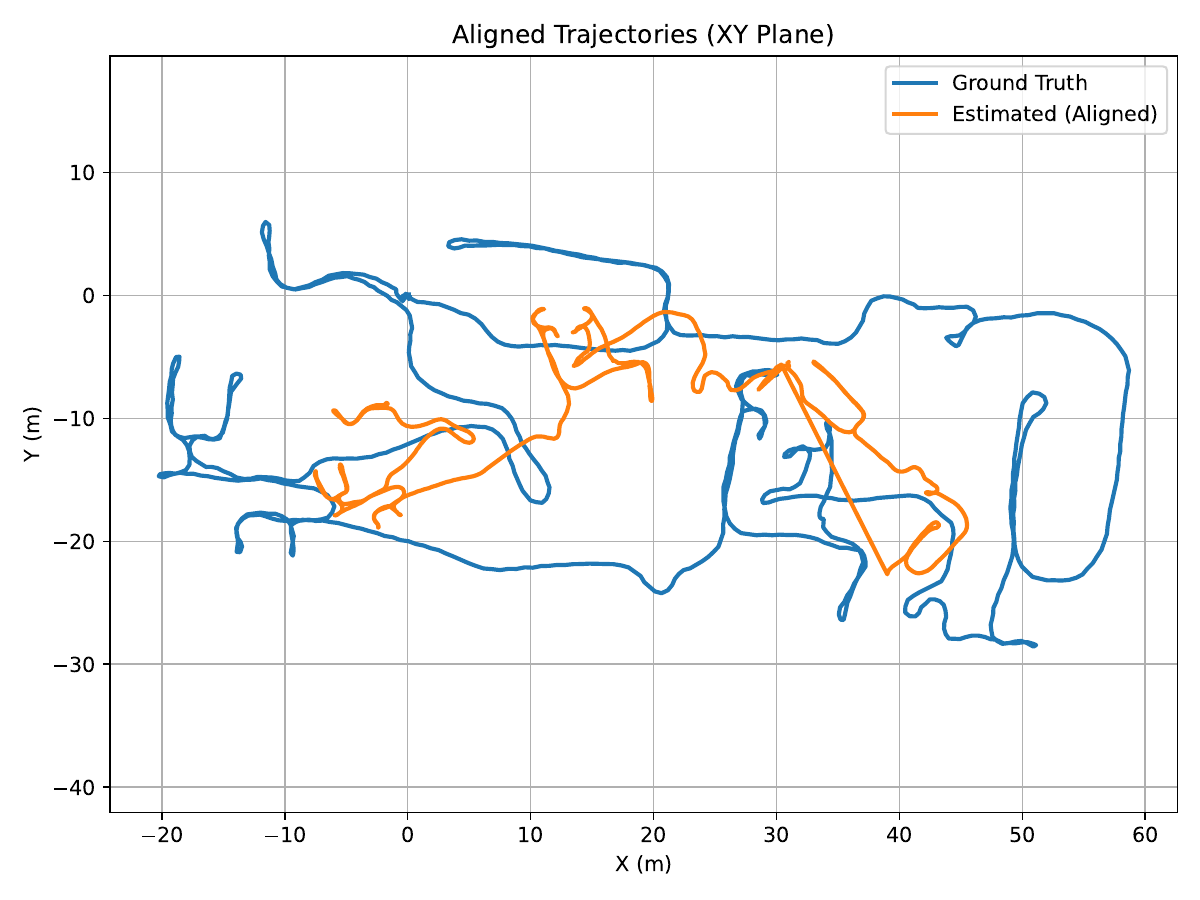 Aligned Trajectories (XY Plane)
Ground Truth
Estimated (Aligned)
10
0
−10
−20
−30
−40
Y (m)
−20 −10 0 10 20 30 40 50 60
X (m)